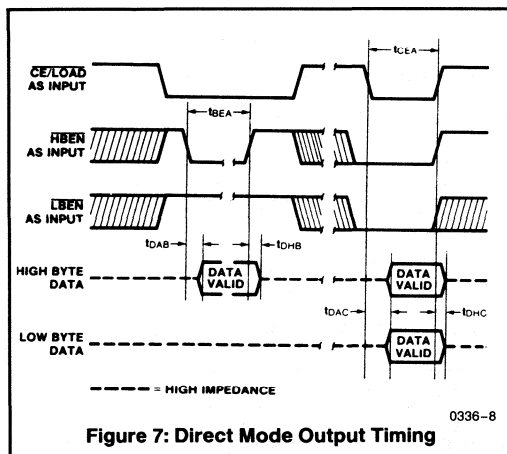 CE/LOAD
AS INPUT
tCEA
tBEA
HBEN
AS INPUT
LBEN
AS INPUT
tDAB
tDHB
HIGH BYTE
DATA
DATA
VALID
DATA
VALID
tDAC
tDHC
LOW BYTE
DATA
DATA
VALID
= HIGH IMPEDANCE
0336-8
Figure 7: Direct Mode Output Timing